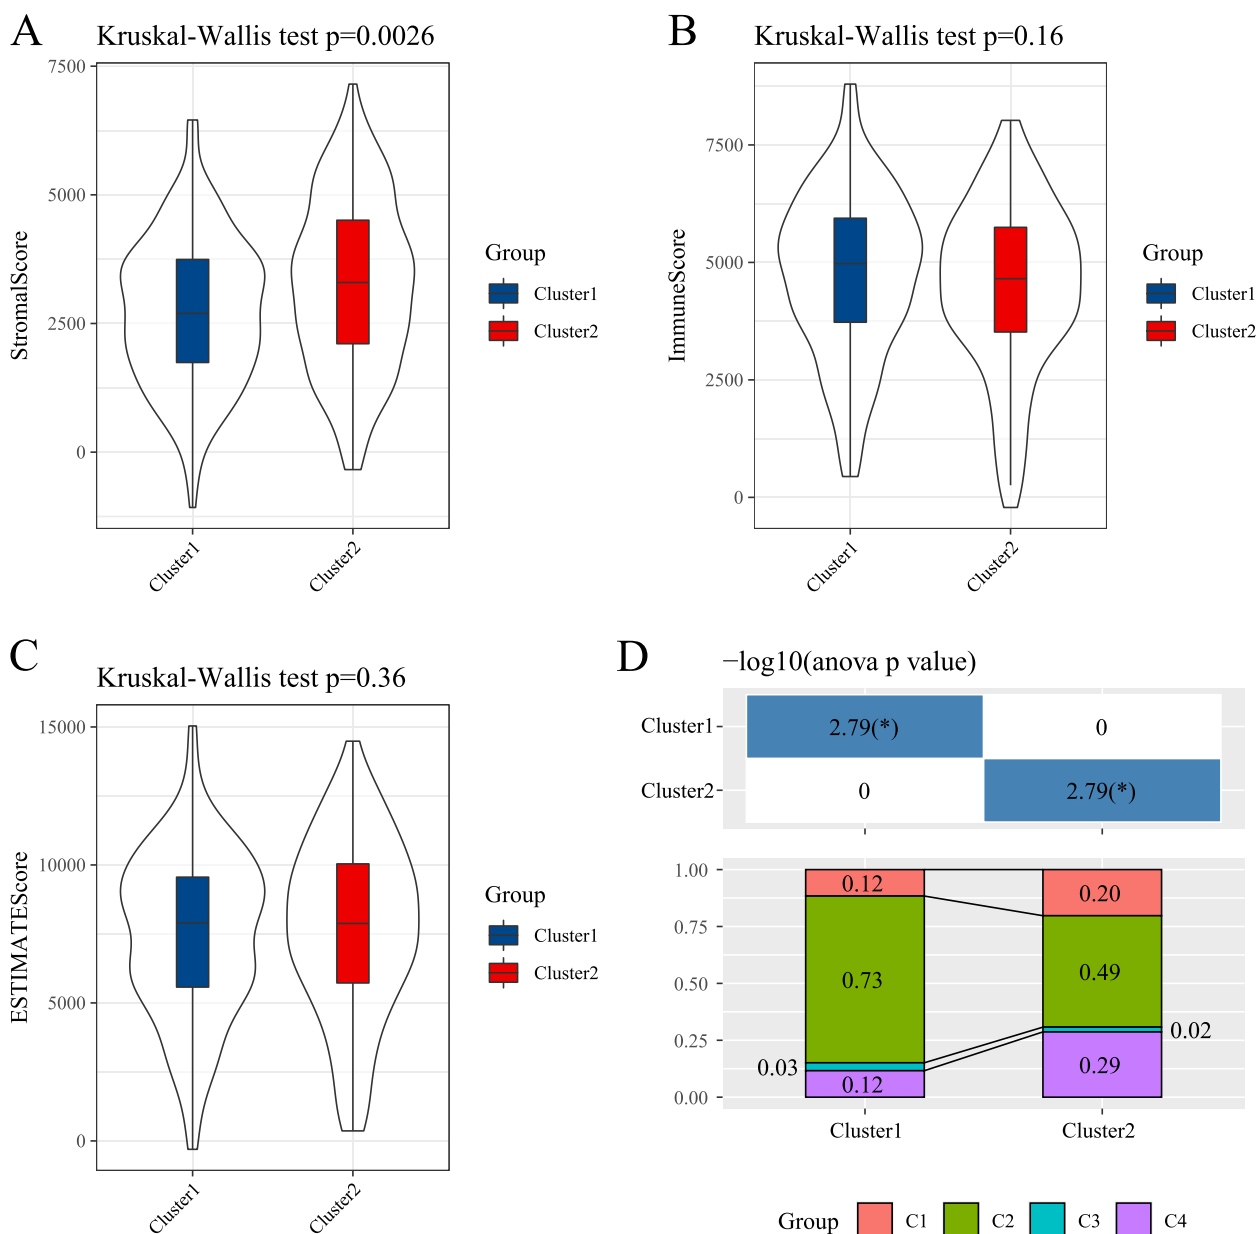 A
Kruskal-Wallis test p=0.0026
7500
5000
2500
0
StromalScore
Cluster1
Cluster2
Group
Cluster1
Cluster2
B
Kruskal-Wallis test p=0.16
7500
5000
2500
0
ImmuneScore
Cluster1
Cluster2
Group
Cluster1
Cluster2
C
Kruskal-Wallis test p=0.36
15000
10000
5000
0
ESTIMATEScore
Cluster1
Cluster2
Group
Cluster1
Cluster2
D
−log10(anova p value)
Cluster1 2.79(*) 0
Cluster2 0 2.79(*)
1.00
0.75
0.50
0.25
0.00
0.12
0.73
0.03
0.12
0.20
0.49
0.02
0.29
Cluster1 Cluster2
Group C1 C2 C3 C4